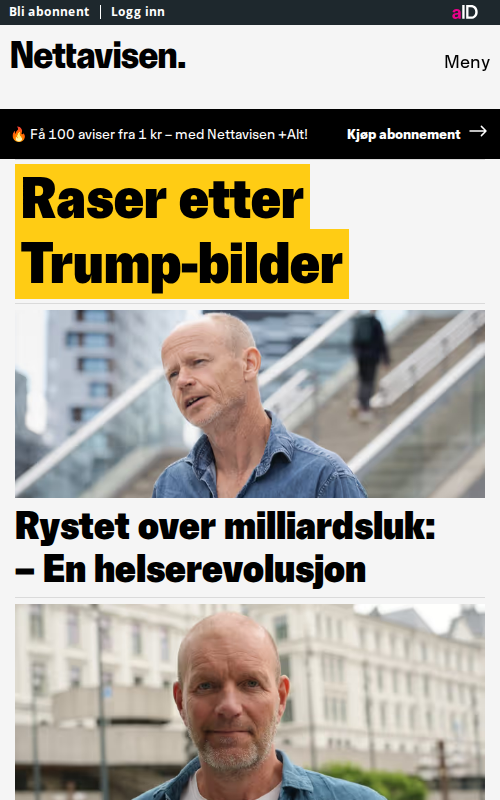 Bli abonnent
Logg inn
aID
Nettavisen.
Meny
🔥 Få 100 aviser fra 1 kr – med Nettavisen +Alt!
Kjøp abonnement →
Raser etter
Trump-bilder
Rystet over milliardsluk:
– En helserevolusjon